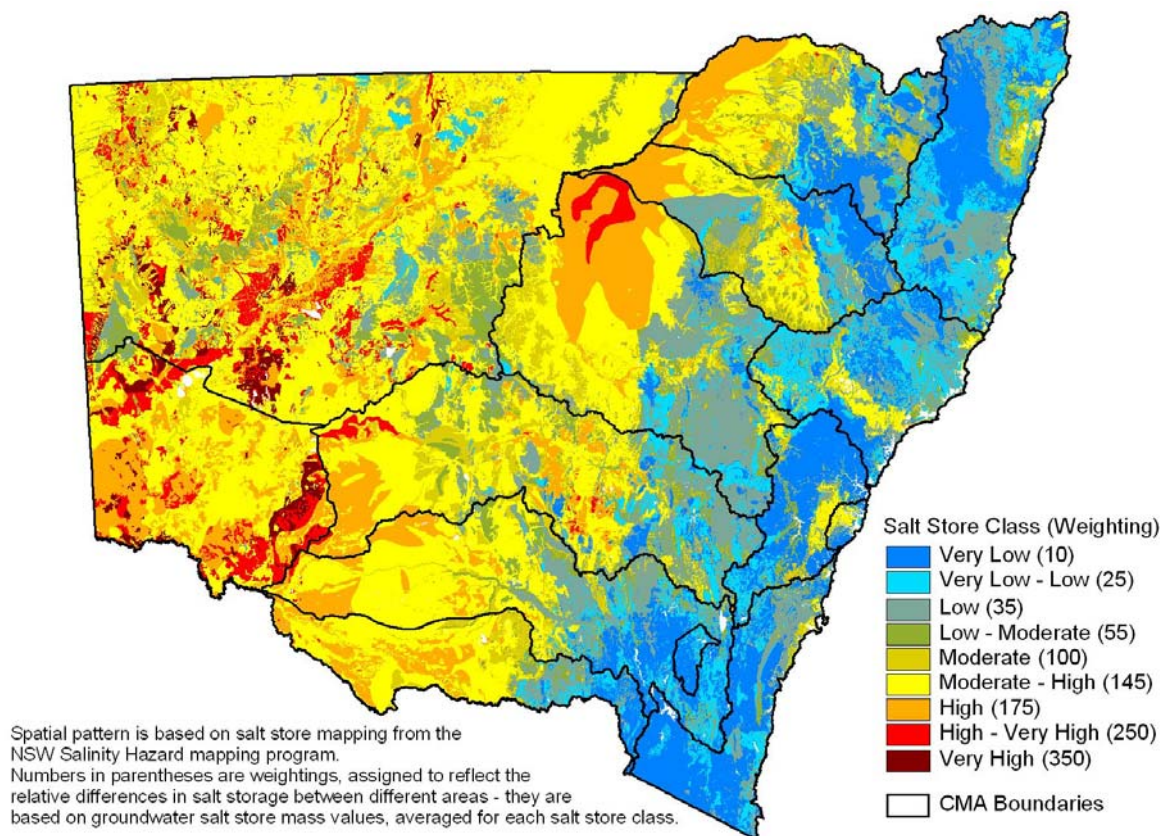 Salt Store Class (Weighting)
Very Low (10)
Very Low - Low (25)
Low (35)
Low - Moderate (55)
Moderate (100)
Moderate - High (145)
High (175)
High - Very High (250)
Very High (350)
CMA Boundaries
Spatial pattern is based on salt store mapping from the
NSW Salinity Hazard mapping program.
Numbers in parentheses are weightings, assigned to reflect the
relative differences in salt storage between different areas - they are
based on groundwater salt store mass values, averaged for each salt store class.